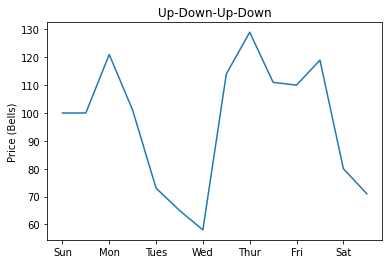 Up-Down-Up-Down
Price (Bells)
130
120
110
100
90
80
70
60
Sun Mon Tues Wed Thur Fri Sat